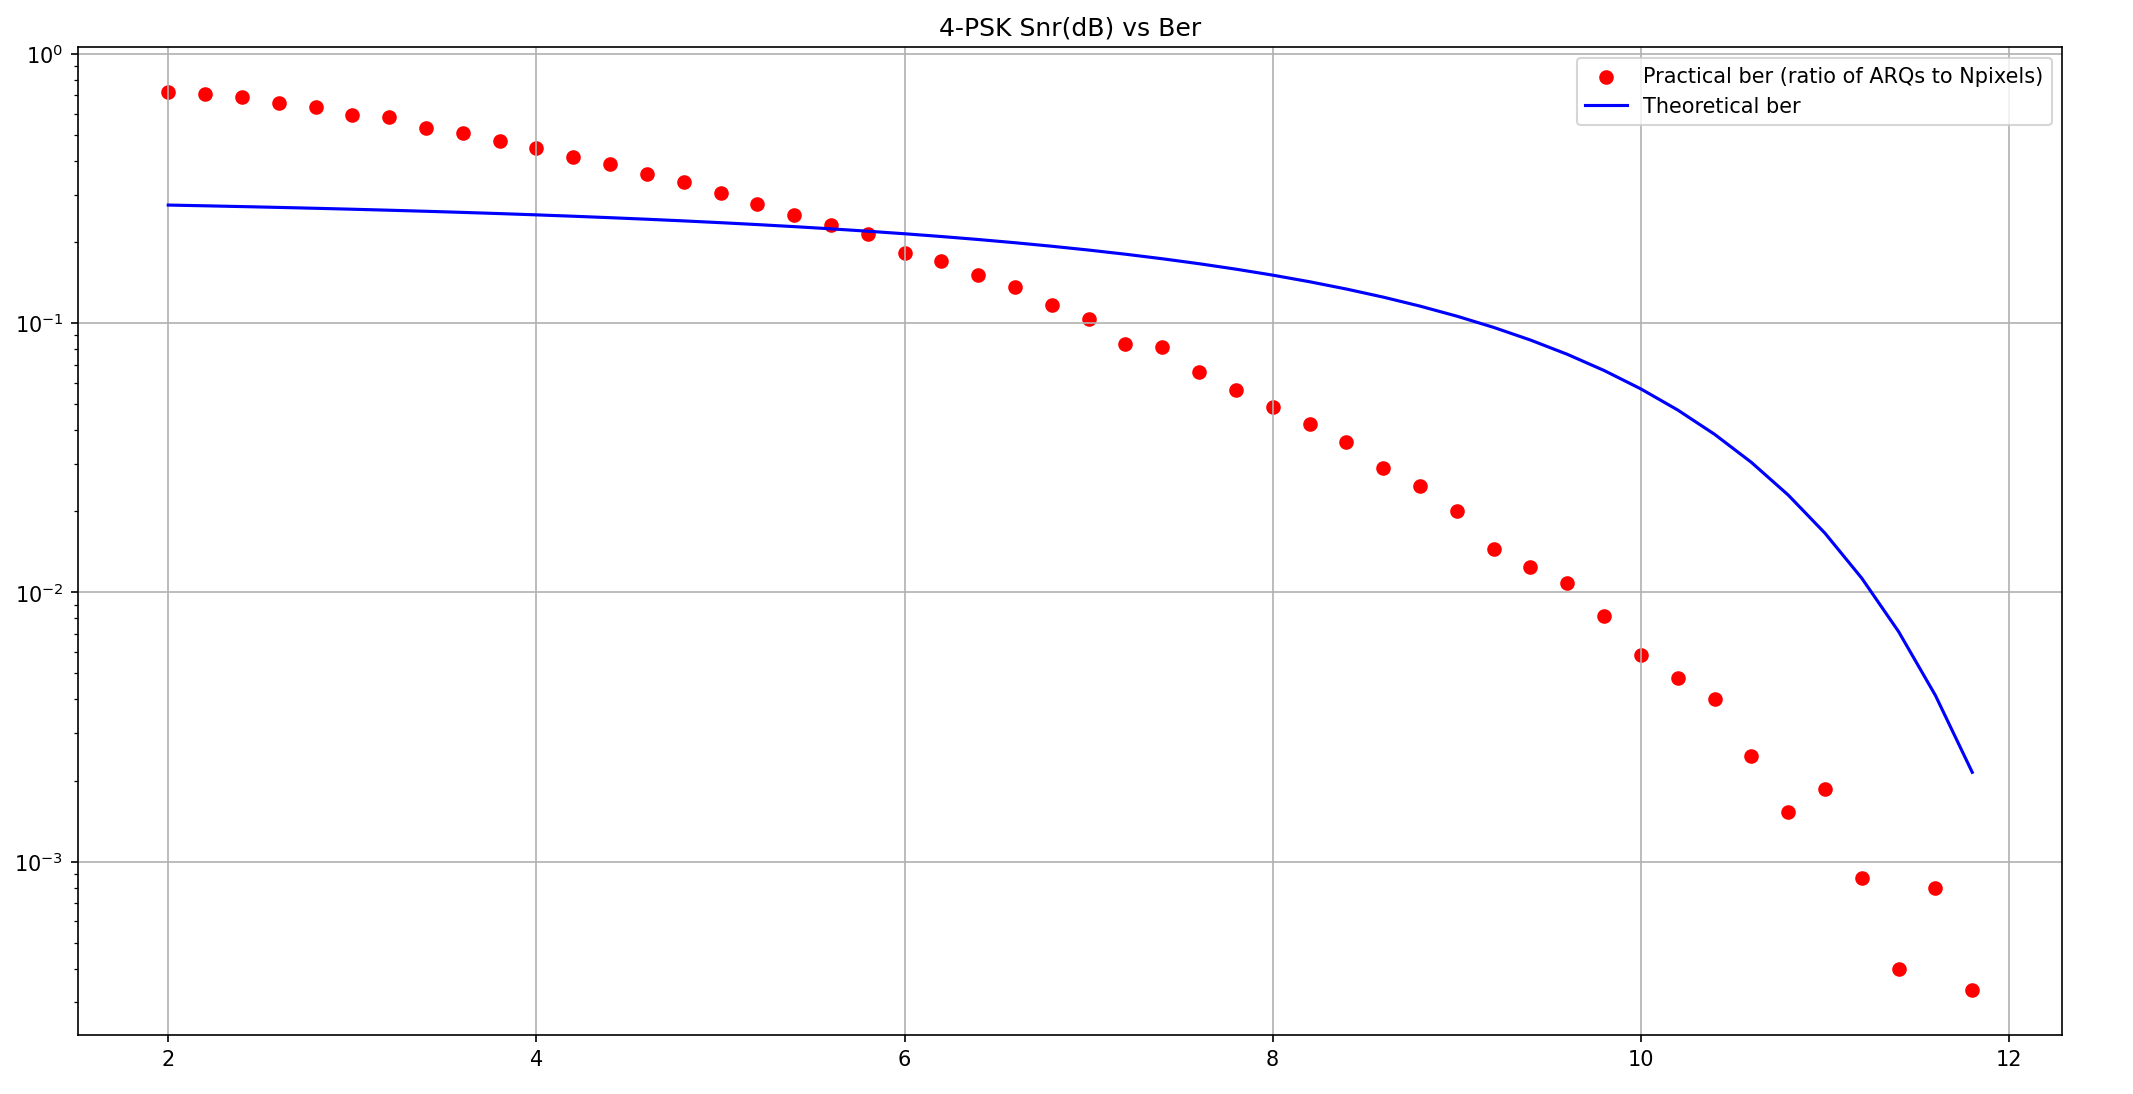 4-PSK Snr(dB) vs Ber
Practical ber (ratio of ARQs to Npixels)
Theoretical ber
10⁰
10⁻¹
10⁻²
10⁻³
2 4 6 8 10 12